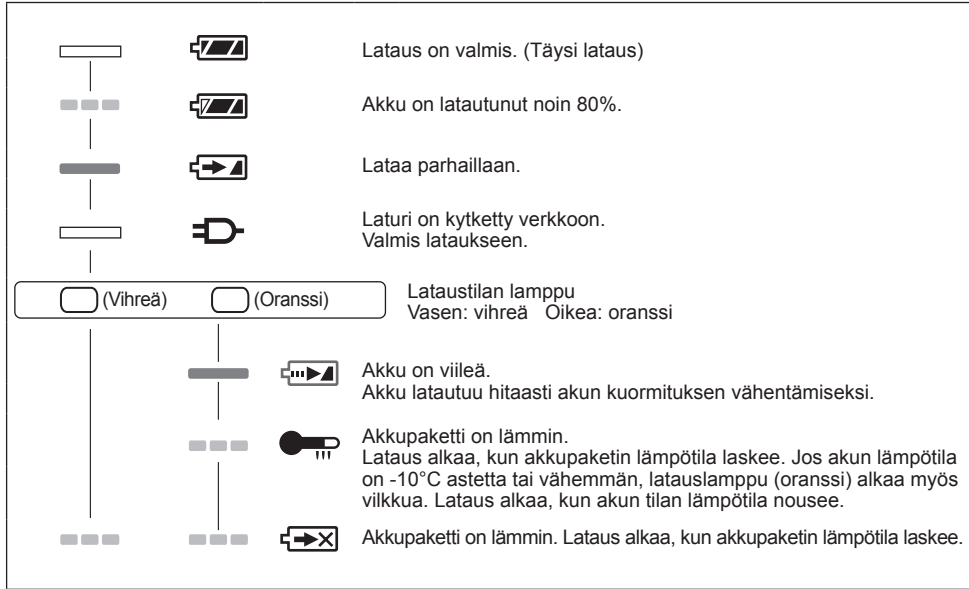 Lataus on valmis. (Täysi lataus)
Akku on latautunut noin 80%.
Lataa parhaillaan.
Laturi on kytketty verkkoon.
Valmis lataukseen.
(Vihreä) (Oranssi) Lataustilan lamppu
Vasen: vihreä Oikea: oranssi
Akku on viileä.
Akku latautuu hitaasti akun kuormituksen vähentämiseksi.
Akkupaketti on lämmin.
Lataus alkaa, kun akkupaketin lämpötila laskee. Jos akun lämpötila
on -10°C astetta tai vähemmän, latauslamppu (oranssi) alkaa myös
vilkkua. Lataus alkaa, kun akun tilan lämpötila nousee.
Akkupaketti on lämmin. Lataus alkaa, kun akkupaketin lämpötila laskee.